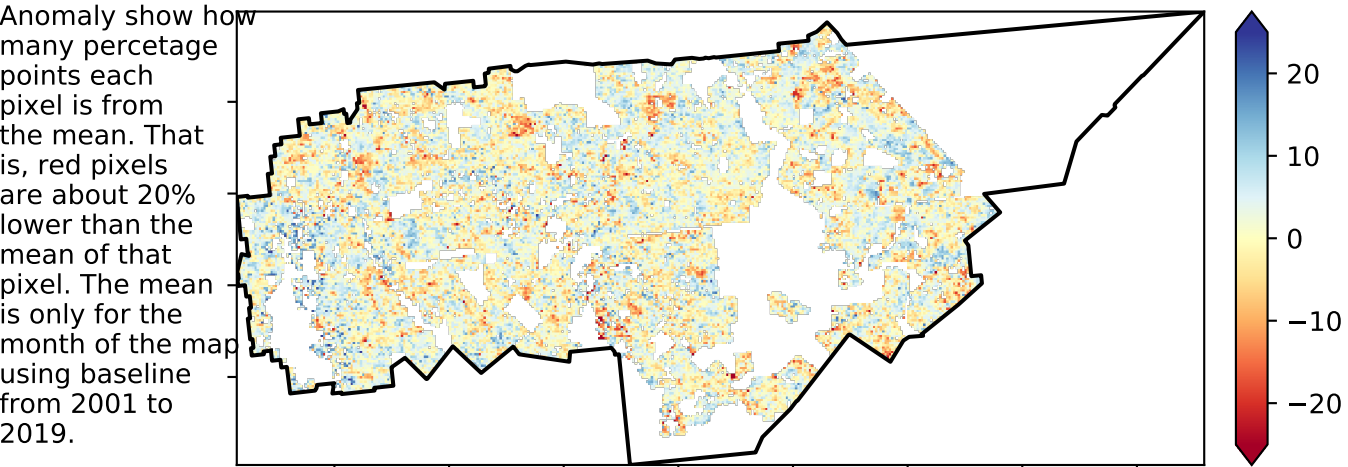 Anomaly show how
many percetage
points each
pixel is from
the mean. That
is, red pixels
are about 20%
lower than the
mean of that
pixel. The mean
is only for the
month of the map
using baseline
from 2001 to
2019.
20
10
0
−10
−20